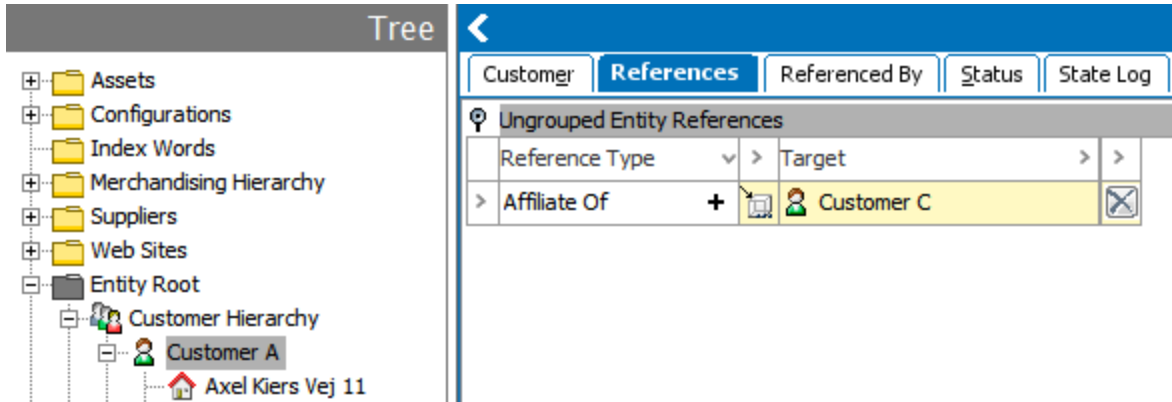 Tree
Assets
Configurations
Index Words
Merchandising Hierarchy
Suppliers
Web Sites
Entity Root
Customer Hierarchy
Customer A
Axel Kiers Vej 11
Customer References Referenced By Status State Log
Ungrouped Entity References
Reference Type > Target > >
> Affiliate Of + Customer C